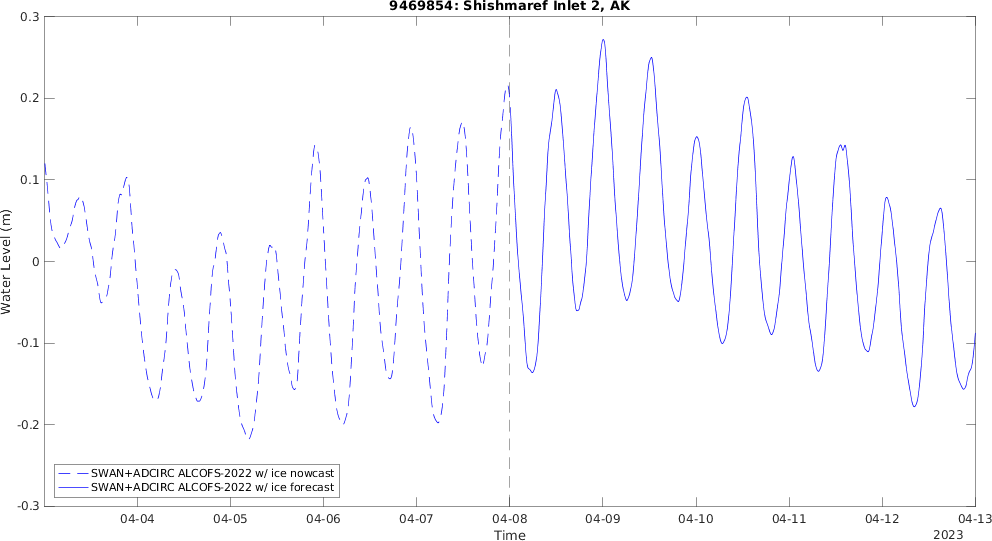 9469854: Shishmaref Inlet 2, AK
Water Level (m)
0.3
0.2
0.1
0
-0.1
-0.2
-0.3
SWAN+ADCIRC ALCOFS-2022 w/ ice nowcast
SWAN+ADCIRC ALCOFS-2022 w/ ice forecast
04-04 04-05 04-06 04-07 04-08 04-09 04-10 04-11 04-12 04-13
Time
2023